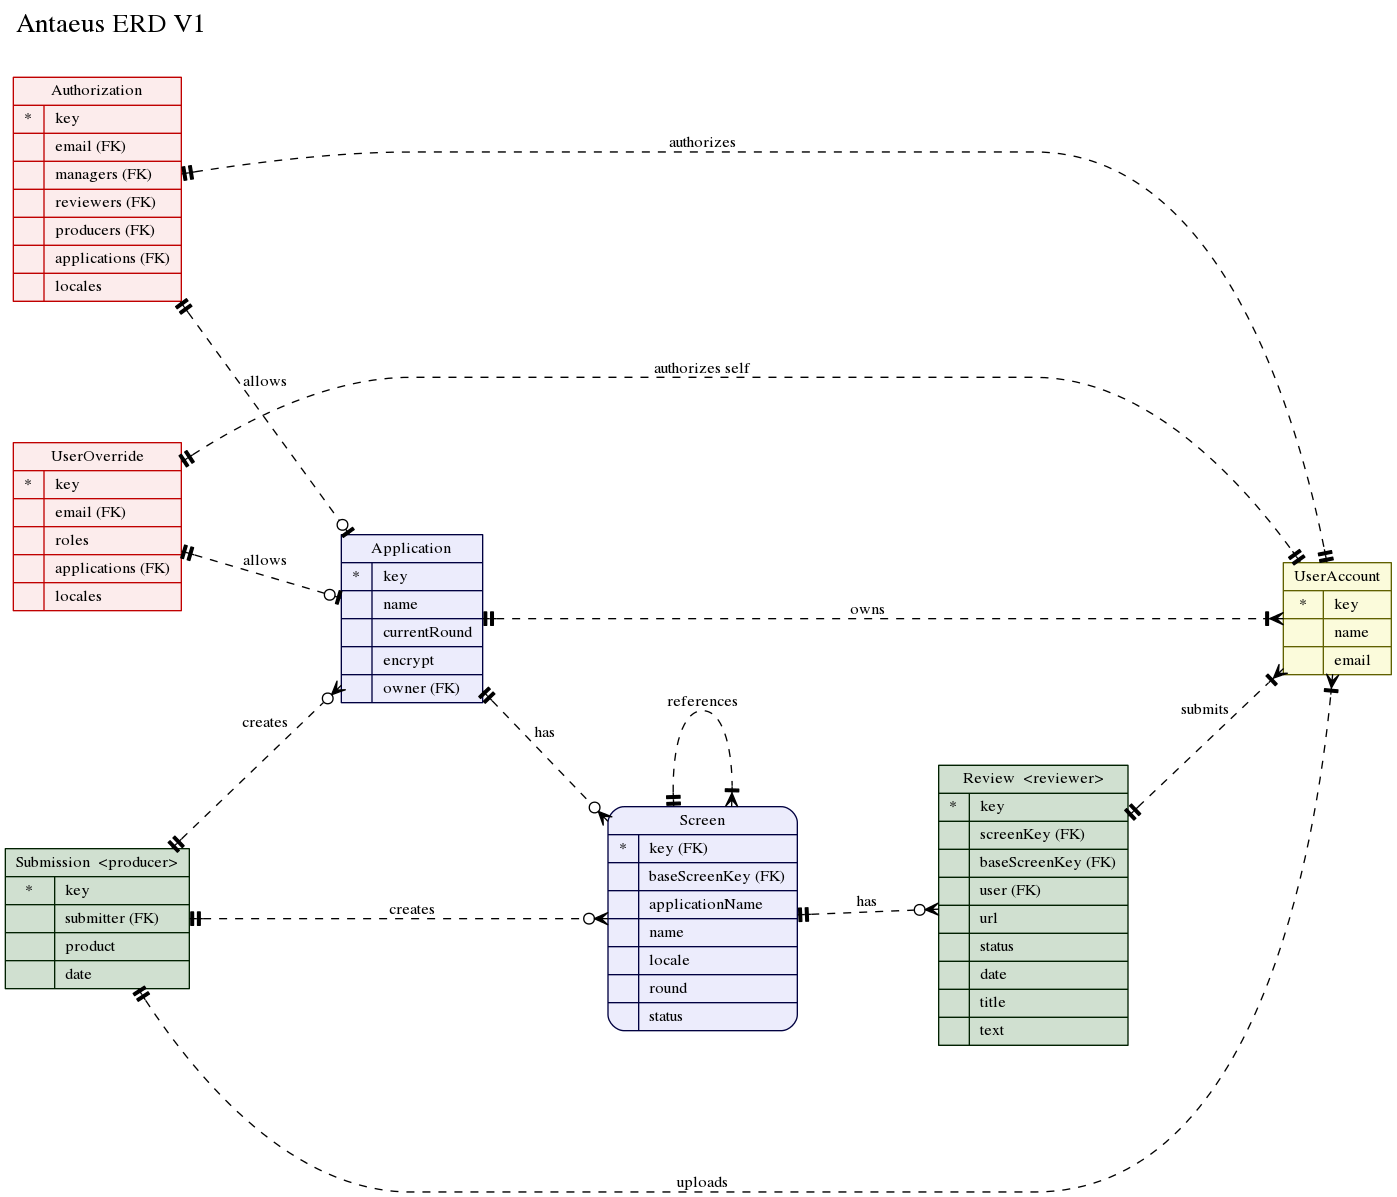 Antaeus ERD V1
Authorization
* key
email (FK)
managers (FK)
reviewers (FK)
producers (FK)
applications (FK)
locales
authorizes
allows
authorizes self
UserOverride
* key
email (FK)
roles
applications (FK)
locales
allows
Application
* key
name
currentRound
encrypt
owner (FK)
owns
UserAccount
* key
name
email
creates
has
references
submits
Submission <producer>
* key
submitter (FK)
product
date
creates
Screen
* key (FK)
baseScreenKey (FK)
applicationName
name
locale
round
status
has
Review <reviewer>
* key
screenKey (FK)
baseScreenKey (FK)
user (FK)
url
status
date
title
text
uploads